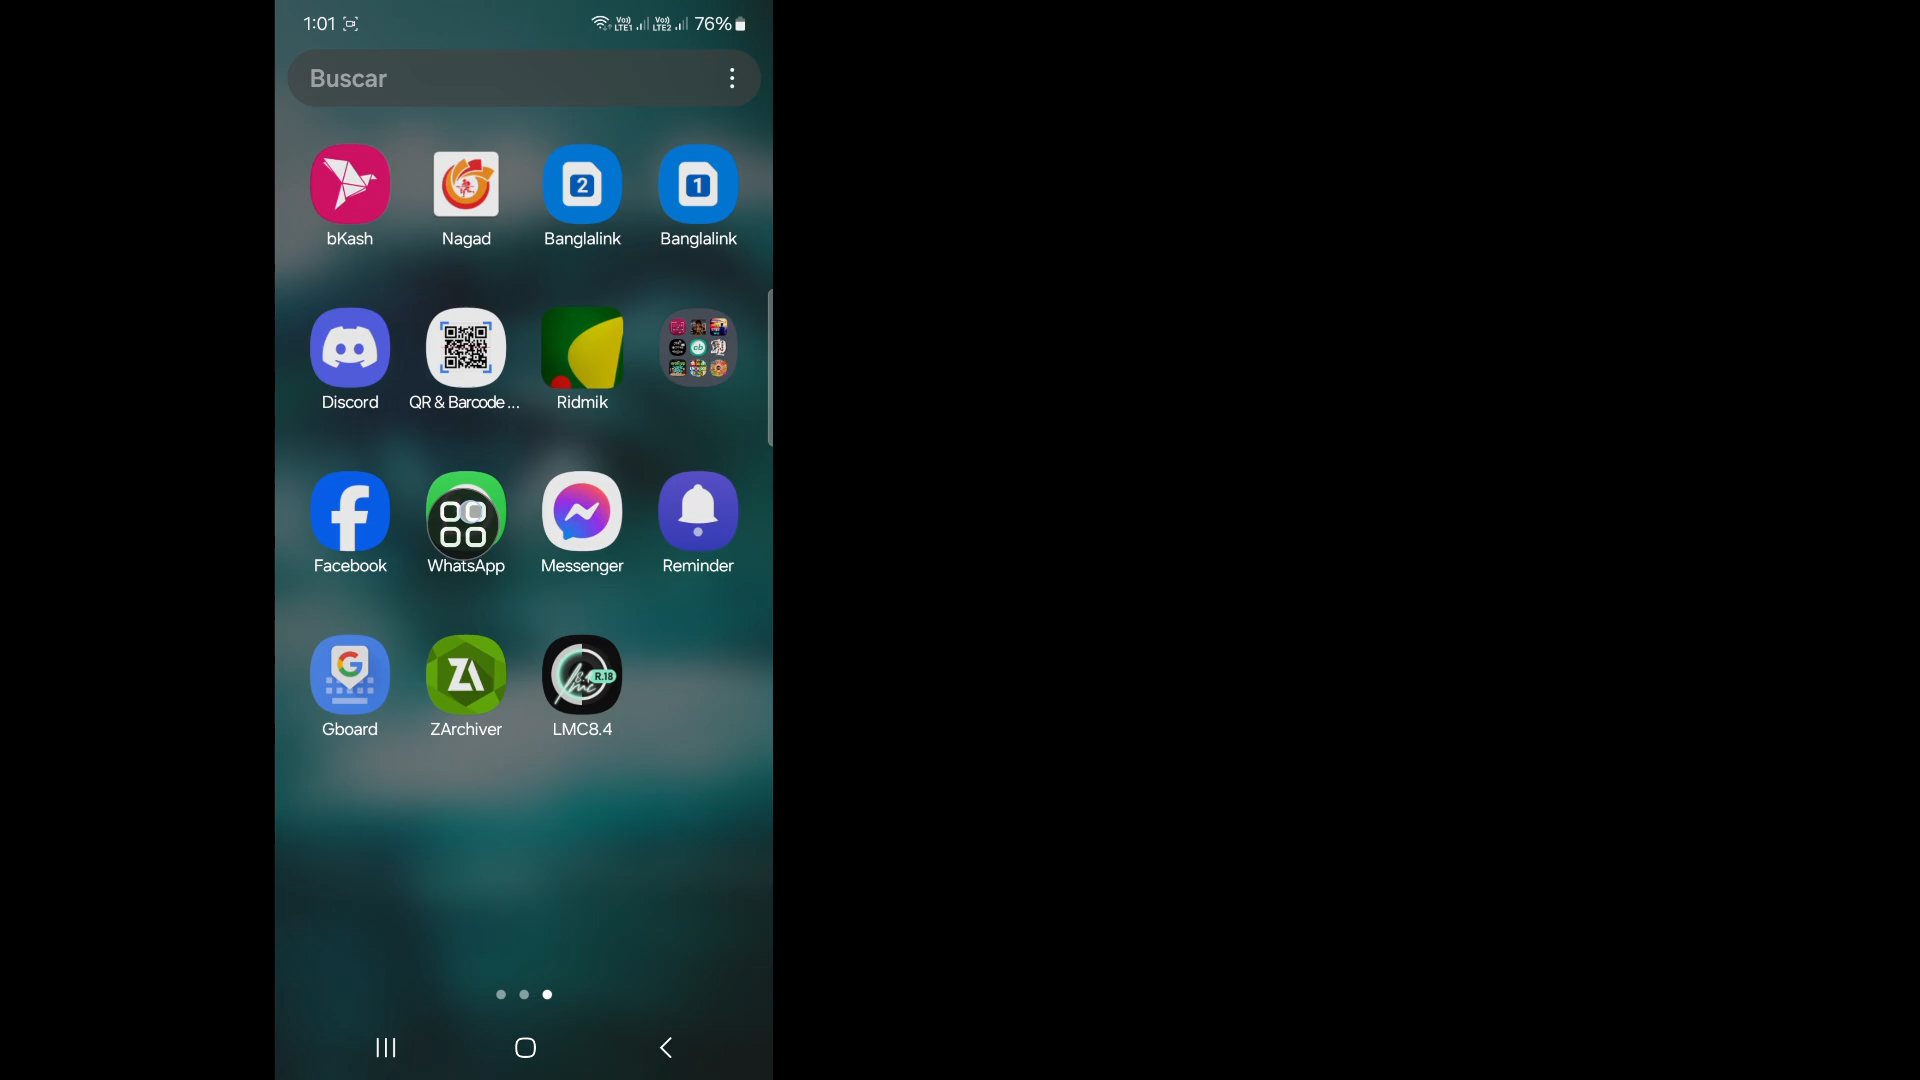 1:01 76%
Buscar
bKash Nagad Banglalink Banglalink
Discord QR & Barcode ... Ridmik
Facebook WhatsApp Messenger Reminder
R.18
Gboard ZArchiver LMC8.4